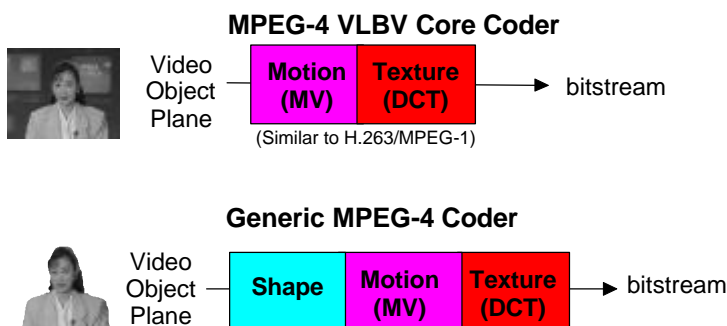 MPEG-4 VLBV Core Coder
Video
Object
Plane
Motion
(MV)
Texture
(DCT)
bitstream
(Similar to H.263/MPEG-1)
Generic MPEG-4 Coder
Video
Object
Plane
Shape
Motion
(MV)
Texture
(DCT)
bitstream